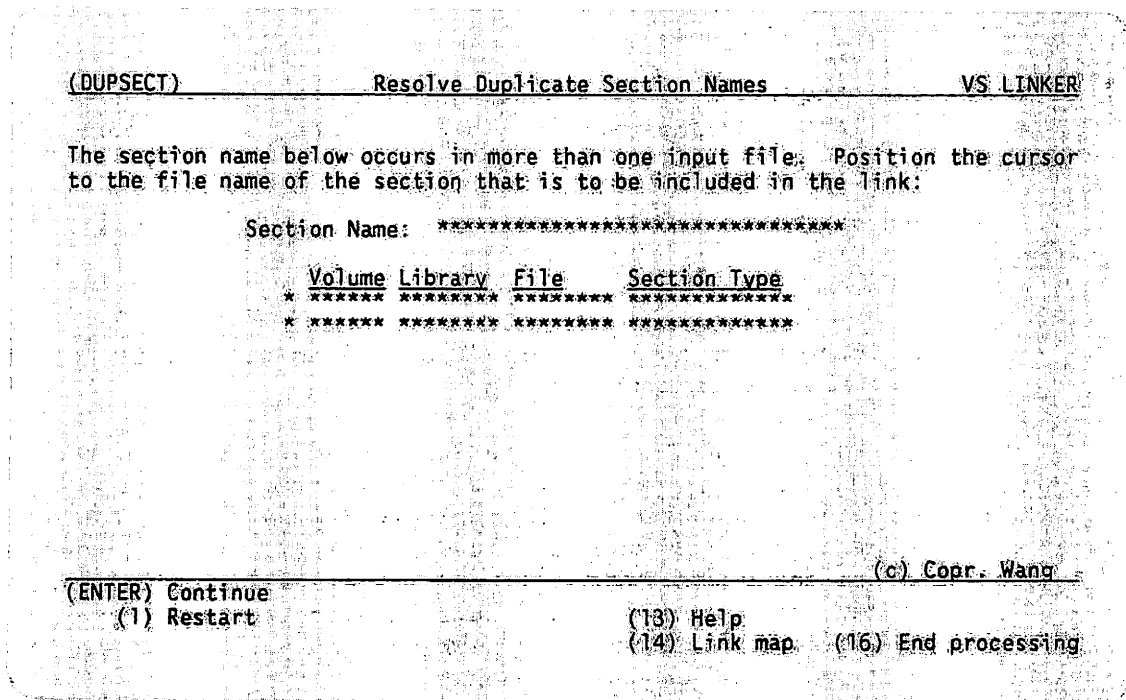 (DUPSECT) Resolve Duplicate Section Names VS LINKER
The section name below occurs in more than one input file. Position the cursor
to the file name of the section that is to be included in the link:
Section Name: ********************************
Volume Library File Section Type
* ****** ******** ******** *************
* ****** ******** ******** *************
(c) Copr. Wang
(ENTER) Continue
(1) Restart (13) Help
(14) Link map (16) End processing